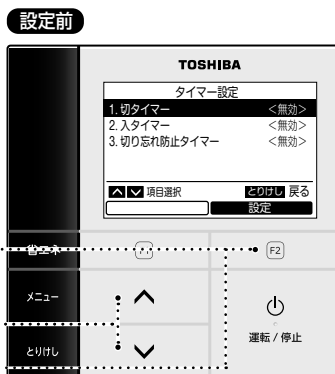 設定前
TOSHIBA
タイマー設定
1. 切タイマー <無効>
2. 入タイマー <無効>
3. 切り忘れ防止タイマー <無効>
項目選択 とりけし 戻る
設定
省エネ F1 F2
メニュー
運転 / 停止
とりけし